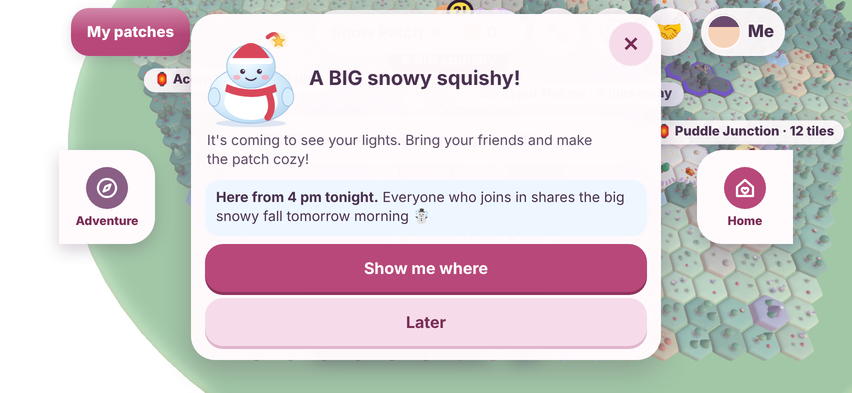 My patches
Me
A BIG snowy squishy!
It's coming to see your lights. Bring your friends and make
the patch cozy!
Puddle Junction · 12 tiles
Here from 4 pm tonight. Everyone who joins in shares the big
snowy fall tomorrow morning
Adventure
Home
Show me where
Later